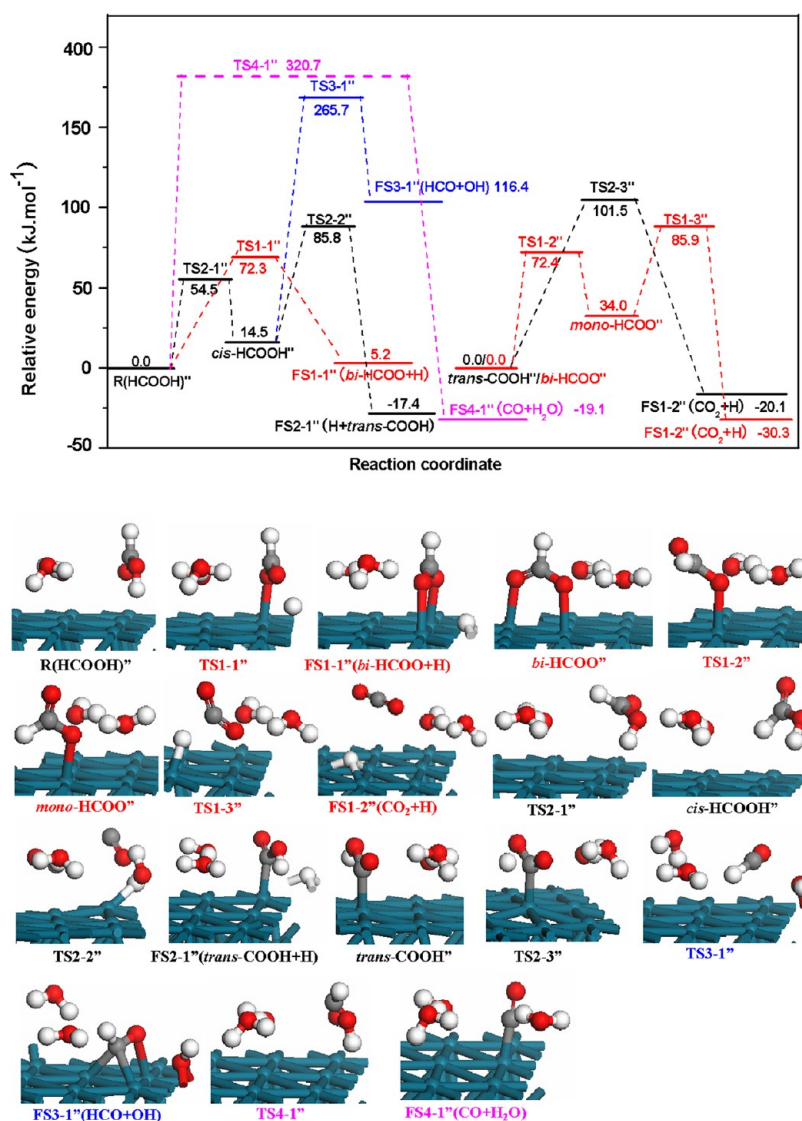 400
TS4-1" 320.7
TS3-1"
265.7
150
FS3-1"(HCO+OH) 116.4
TS2-3"
100
101.5
TS2-2"
85.8
TS1-3"
85.9
TS1-1"
72.3
TS1-2"
72.4
TS2-1"
54.5
50
34.0
mono-HCOO"
14.5
cis-HCOOH"
0
0.0
R(HCOOH)"
5.2
FS1-1"(bi-HCOO+H)
0.0/0.0
trans-COOH"/bi-HCOO"
-17.4
FS2-1"(H+trans-COOH)
FS4-1"(CO+H2O) -19.1
FS1-2"(CO2+H) -20.1
FS1-2"(CO2+H) -30.3
-50
Relative energy (kJ.mol-1)
Reaction coordinate
R(HCOOH)” TS1-1” FS1-1”(bi-HCOO+H) bi-HCOO” TS1-2”
mono-HCOO” TS1-3” FS1-2”(CO2+H) TS2-1” cis-HCOOH”
TS2-2” FS2-1”(trans-COOH+H) trans-COOH” TS2-3” TS3-1”
FS3-1”(HCO+OH) TS4-1” FS4-1”(CO+H2O)